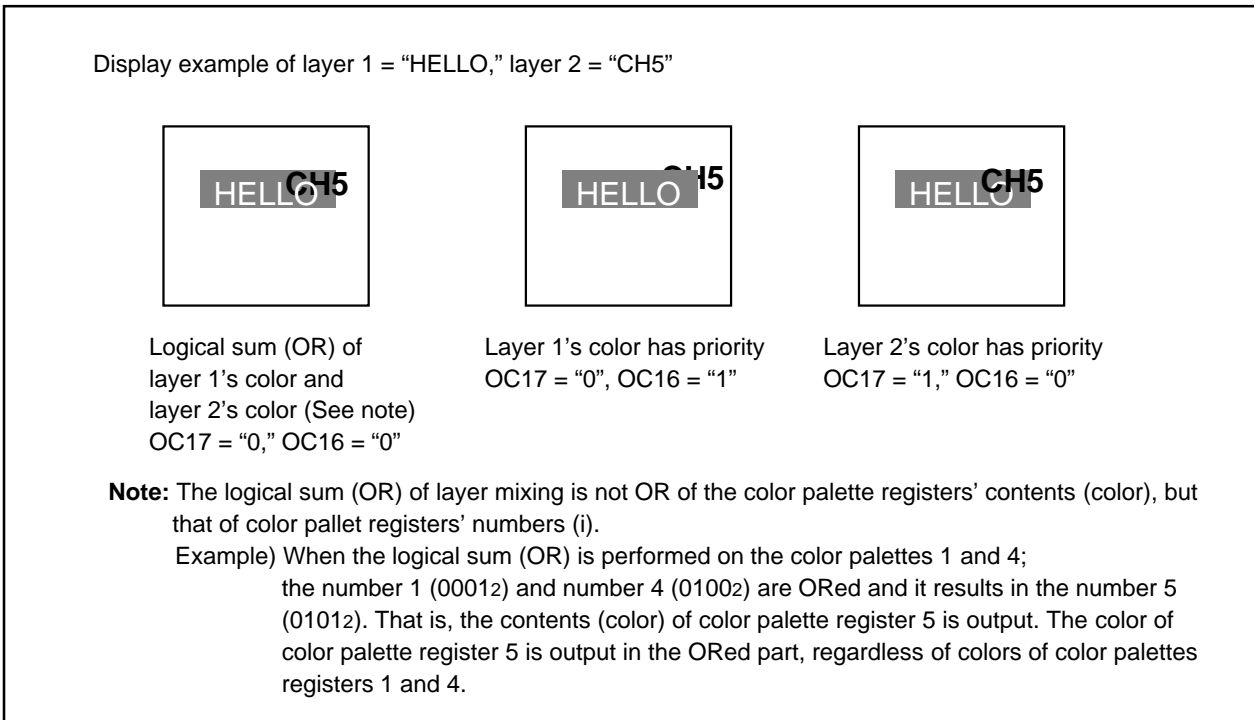 Display example of layer 1 = “HELLO,” layer 2 = “CH5”
HELLO CH5
HELLO H5
HELLO CH5
Logical sum (OR) of
layer 1’s color and
layer 2’s color (See note)
OC17 = “0,” OC16 = “0”
Layer 1’s color has priority
OC17 = “0”, OC16 = “1”
Layer 2’s color has priority
OC17 = “1,” OC16 = “0”
Note: The logical sum (OR) of layer mixing is not OR of the color palette registers’ contents (color), but
that of color pallet registers’ numbers (i).
Example) When the logical sum (OR) is performed on the color palettes 1 and 4;
the number 1 (00012) and number 4 (01002) are ORed and it results in the number 5
(01012). That is, the contents (color) of color palette register 5 is output. The color of
color palette register 5 is output in the ORed part, regardless of colors of color palettes
registers 1 and 4.